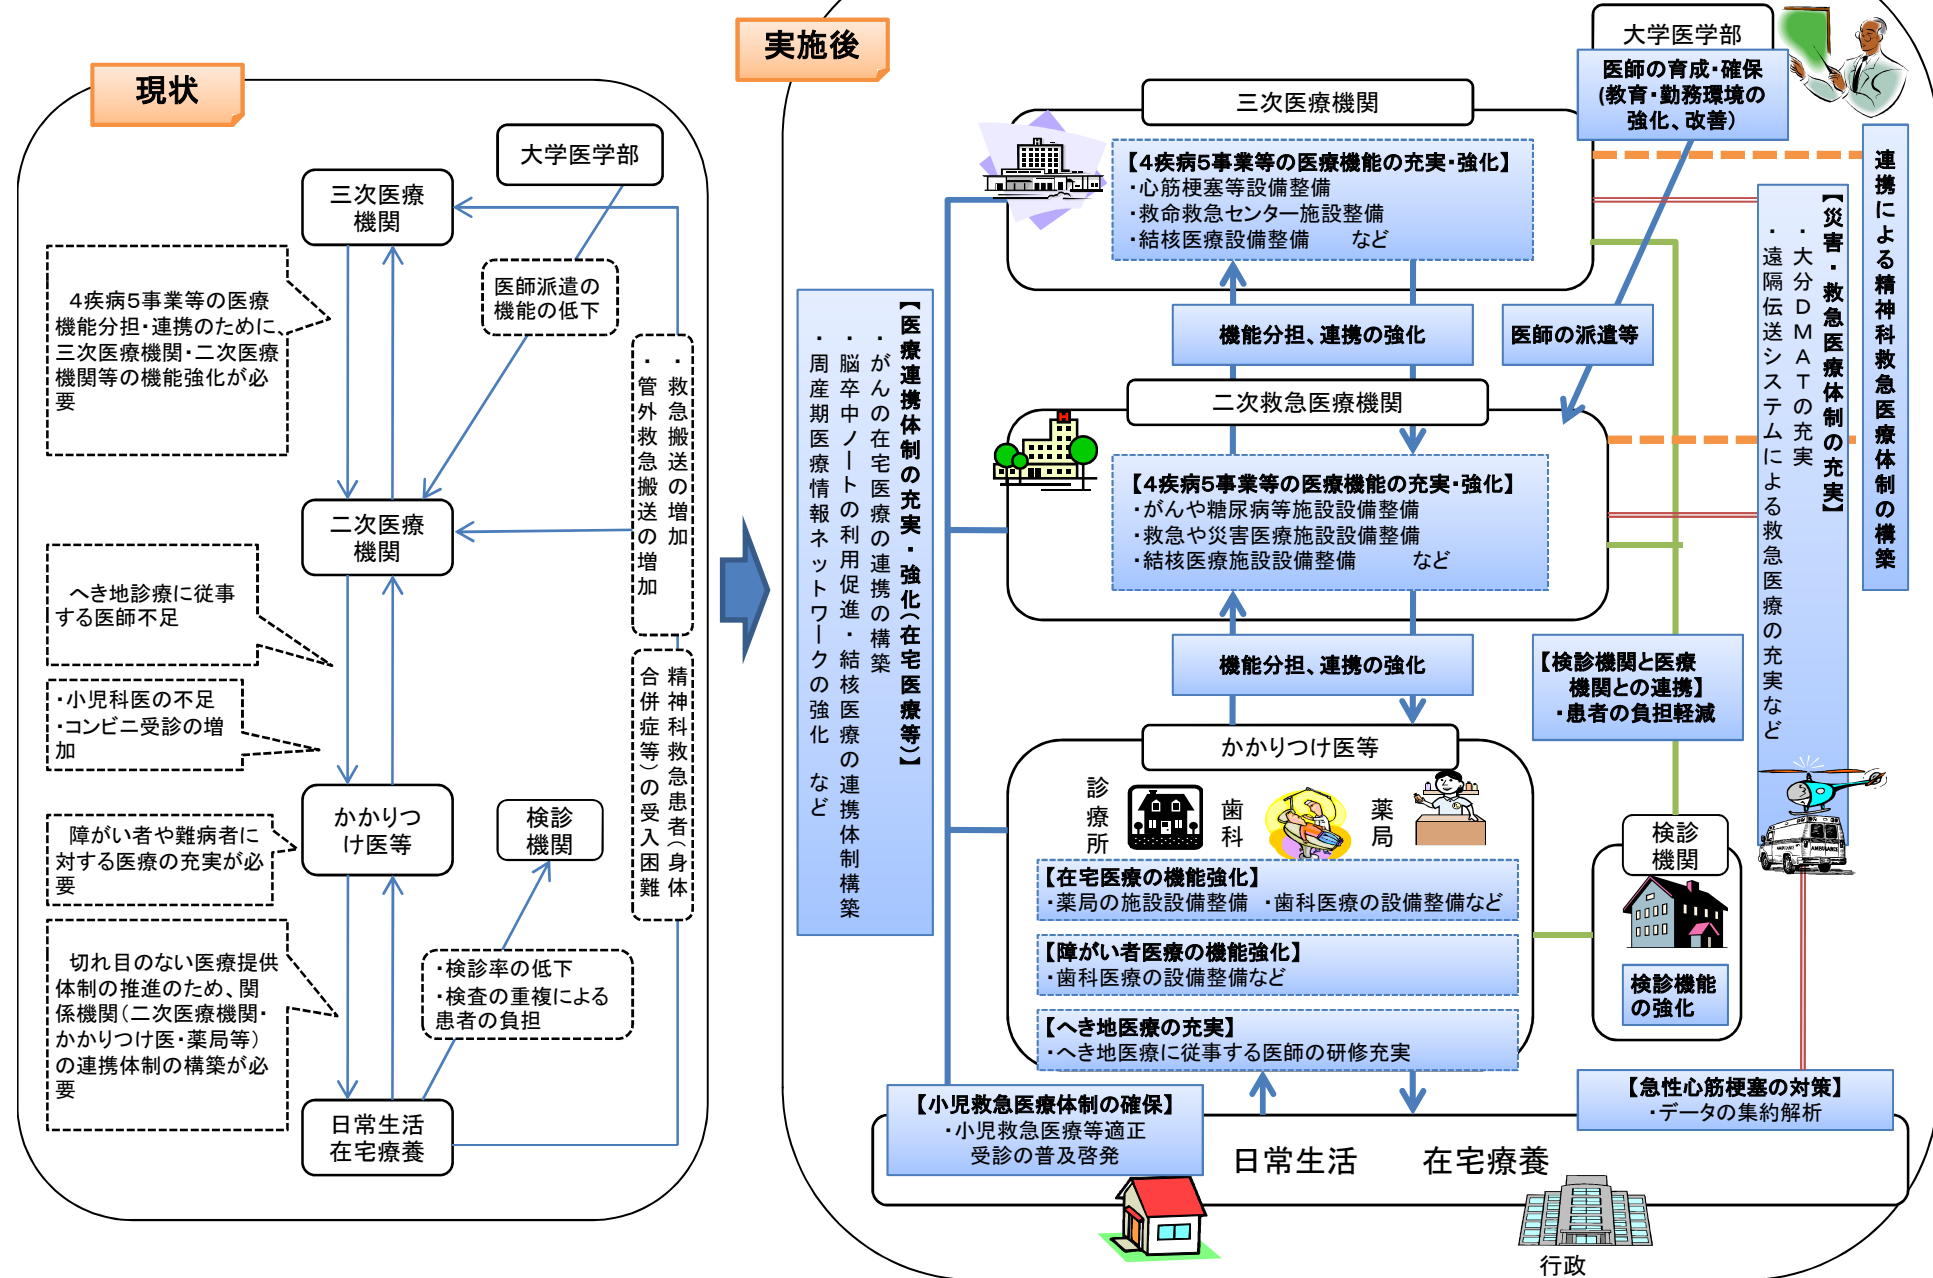 現状
大学医学部
三次医療
機関
医師派遣の
機能の低下
４疾病５事業等の医療
機能分担・連携のために、
三次医療機関・二次医療
機関等の機能強化が必
要
・救急搬送の増加
・管外救急搬送の増加
二次医療
機関
へき地診療に従事
する医師不足
・小児科医の不足
・コンビニ受診の増
加
精神科救急患者（身体
合併症等）の受入困難
かかりつ
け医等
検診
機関
障がい者や難病者に
対する医療の充実が必
要
切れ目のない医療提供
体制の推進のため、関
係機関（二次医療機関・
かかりつけ医・薬局等）
の連携体制の構築が必
要
・検診率の低下
・検査の重複による
患者の負担
日常生活
在宅療養
実施後
大学医学部
医師の育成・確保
(教育・勤務環境の
強化、改善）
三次医療機関
【４疾病５事業等の医療機能の充実・強化】
・心筋梗塞等設備整備
・救命救急センター施設整備
・結核医療設備整備　　など
連携による精神科救急医療体制の構築
【災害・救急医療体制の充実】
・大分ＤＭＡＴの充実
・遠隔伝送システムによる救急医療の充実など
【医療連携体制の充実・強化（在宅医療等）】
・がんの在宅医療の連携の構築
・脳卒中ノートの利用促進・結核医療の連携体制構築
・周産期医療情報ネットワークの強化　など
機能分担、連携の強化
医師の派遣等
二次救急医療機関
【４疾病５事業等の医療機能の充実・強化】
・がんや糖尿病等施設設備整備
・救急や災害医療施設設備整備
・結核医療施設設備整備　　　など
機能分担、連携の強化
【検診機関と医療
機関との連携】
・患者の負担軽減
かかりつけ医等
診療所
歯科
薬局
【在宅医療の機能強化】
・薬局の施設設備整備　・歯科医療の設備整備など
【障がい者医療の機能強化】
・歯科医療の設備整備など
【へき地医療の充実】
・へき地医療に従事する医師の研修充実
検診
機関
検診機能
の強化
【小児救急医療体制の確保】
・小児救急医療等適正
受診の普及啓発
【急性心筋梗塞の対策】
・データの集約解析
日常生活　　在宅療養
行政